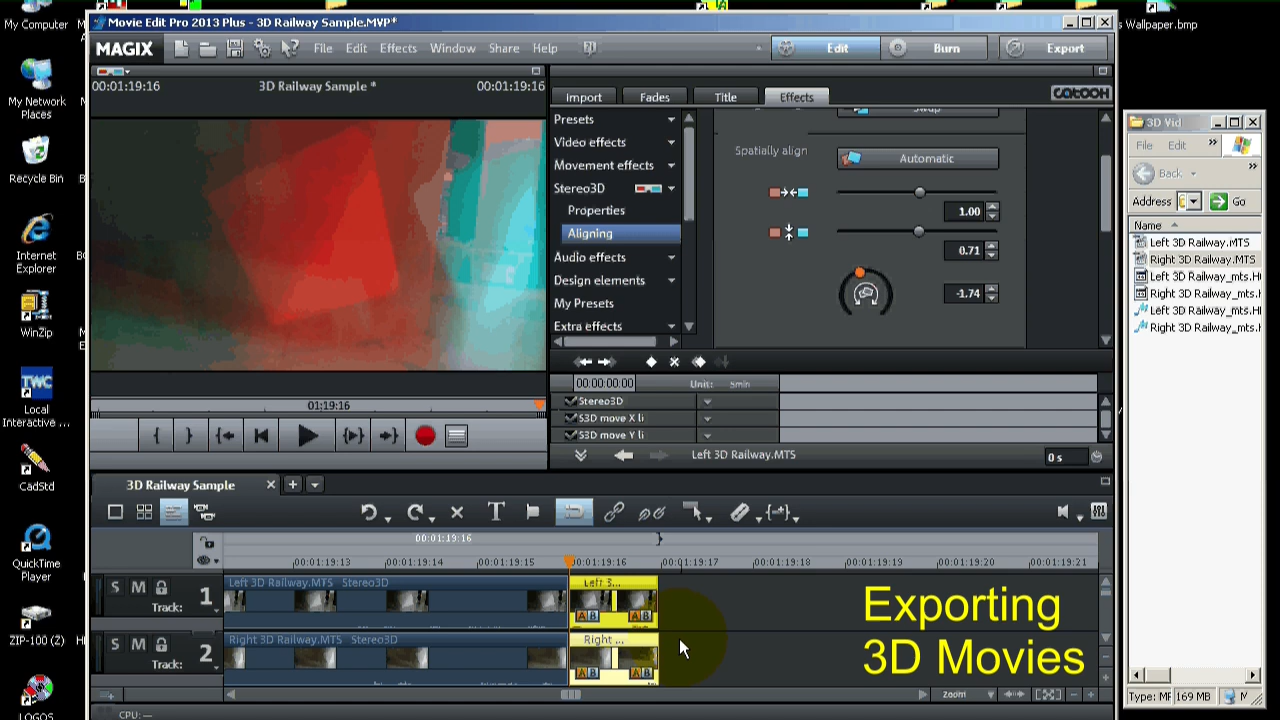 My Computer
My Network
Places
Recycle Bin
Internet
Explorer
WinZip
TWC
Local
Interactive ...
CadStd
QuickTime
Player
ZIP-100 (Z)
LOGOS
Wallpaper.bmp
Movie Edit Pro 2013 Plus - 3D Railway Sample.MVP*
MAGIX
File Edit Effects Window Share Help
Edit Burn Export
00:01:19:16 3D Railway Sample * 00:01:19:16
Import Fades Title Effects
CATOOH
Presets
Video effects
Movement effects
Stereo3D
Properties
Aligning
Audio effects
Design elements
My Presets
Extra effects
Swap
Spatially align Automatic
1.00
0.71
-1.74
01:19:16
00:00:00:00 Unit: 5min
Stereo3D
S3D move X li
S3D move Y li
Left 3D Railway.MTS 0 s
3D Railway Sample
00:01:19:16
00:01:19:13 00:01:19:14 00:01:19:15 00:01:19:16 00:01:19:17 00:01:19:18 00:01:19:19 00:01:19:20 00:01:19:21
S M
Track: 1
Left 3D Railway.MTS Stereo3D
Left 3...
A B A B
S M
Track: 2
Right 3D Railway.MTS Stereo3D
Right ...
A B A B
Zoom
CPU: —
Exporting
3D Movies
3D Vid
File Edit »
Back »
Address Go
Name
Left 3D Railway.MTS
Right 3D Railway.MTS
Left 3D Railway_mts.H
Right 3D Railway_mts.H
Left 3D Railway_mts.H
Right 3D Railway_mts.H
Type: MP 169 MB